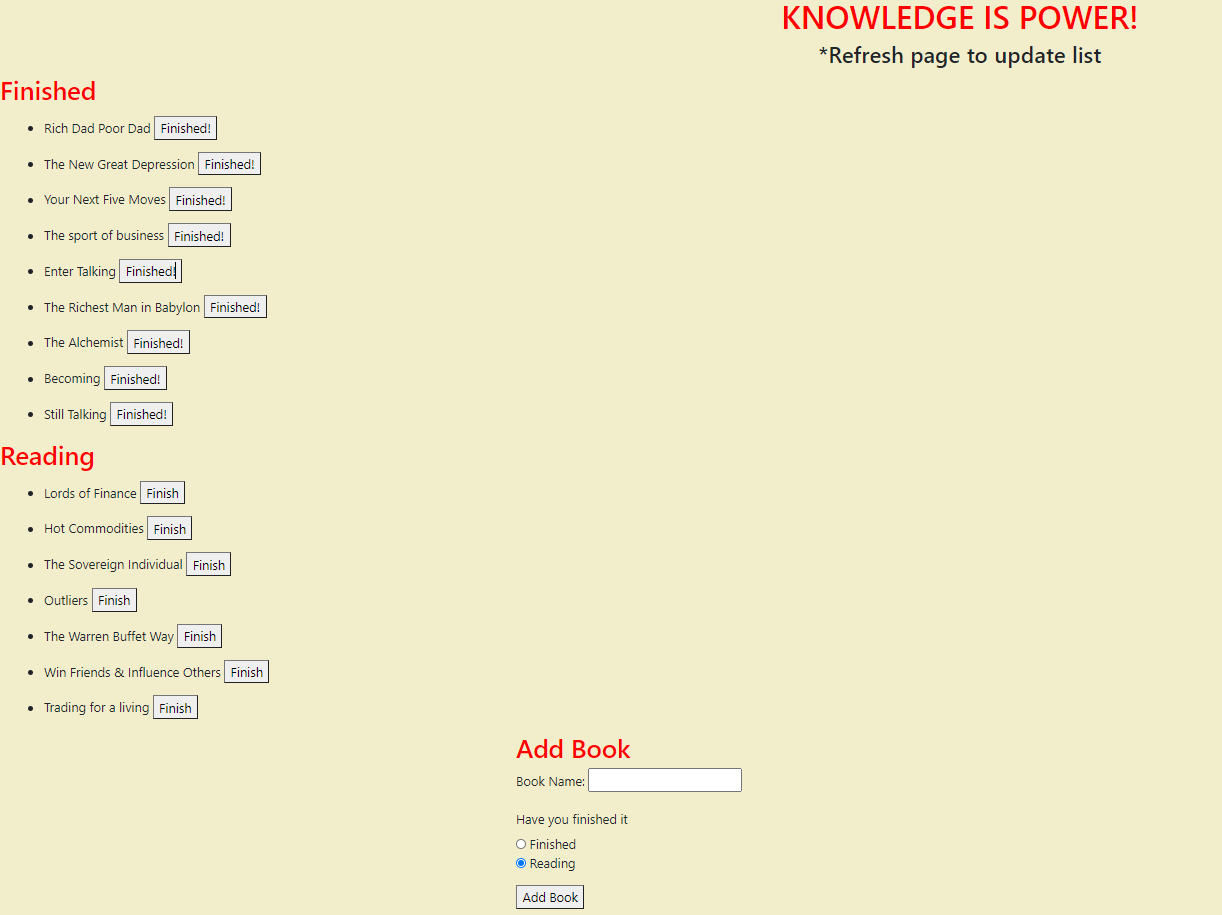 KNOWLEDGE IS POWER!
*Refresh page to update list
Finished
Rich Dad Poor Dad Finished!
The New Great Depression Finished!
Your Next Five Moves Finished!
The sport of business Finished!
Enter Talking Finished!
The Richest Man in Babylon Finished!
The Alchemist Finished!
Becoming Finished!
Still Talking Finished!
Reading
Lords of Finance Finish
Hot Commodities Finish
The Sovereign Individual Finish
Outliers Finish
The Warren Buffet Way Finish
Win Friends & Influence Others Finish
Trading for a living Finish
Add Book
Book Name:
Have you finished it
Finished
Reading
Add Book